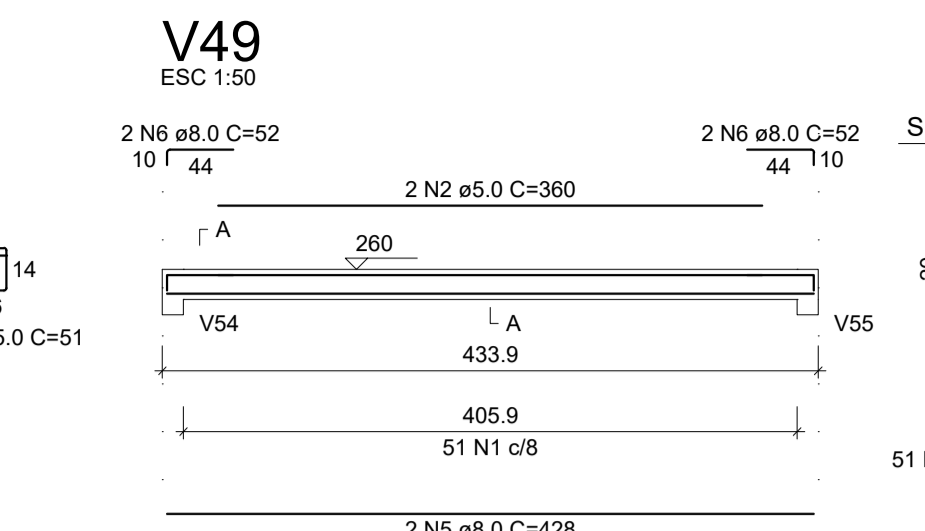 V49
ESC 1:50
2 N6 ø8.0 C=52
2 N6 ø8.0 C=52
S
10
44
44
10
2 N2 ø5.0 C=360
A
260
14
V54
A
V55
5.0 C=51
433.9
405.9
51 N1 c/8
51
2 N5 ø8.0 C=428